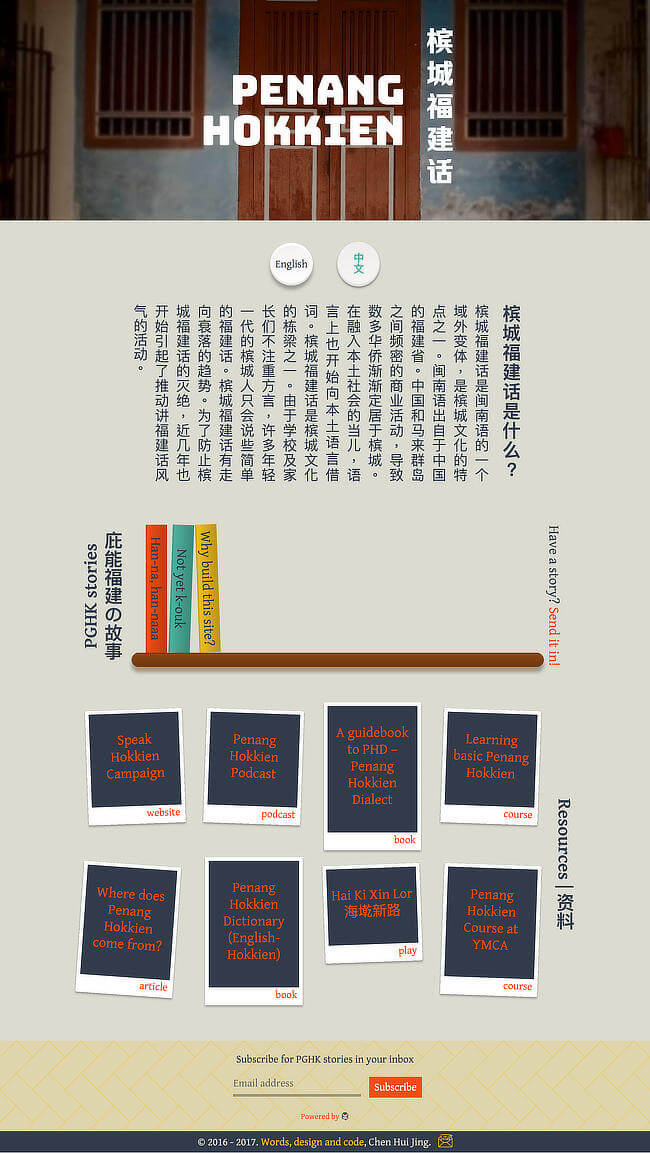 PENANG
HOKKIEN
槟城福建话
English
中文
槟城福建话是什么？
槟城福建话是闽南语的一个
域外变体，是槟城文化的特
点之一。闽南语出自于中国
的福建省。中国和马来群岛
之间频密的商业活动，导致
数多华侨渐渐定居于槟城。
在融入本土社会的当儿，语
言上也开始向本土语言借
词。槟城福建话是槟城文化
的栋梁之一。由于学校及家
长们不注重方言，许多年轻
一代的槟城人只会说些简单
的福建话。槟城福建话有走
向衰落的趋势。为了防止槟
城福建话的灭绝，近几年也
开始引起了推动讲福建话风
气的活动。
庇能福建の故事
PGHK stories
Han-na, han-naaa
Not yet k-ouk
Why build this site?
Have a story? Send it in!
Speak
Hokkien
Campaign
website
Penang
Hokkien
Podcast
podcast
A guidebook
to PHD –
Penang
Hokkien
Dialect
book
Learning
basic Penang
Hokkien
course
Resources | 资料
Where does
Penang
Hokkien
come from?
article
Penang
Hokkien
Dictionary
(English-
Hokkien)
book
Hai Ki Xin Lor
海墘新路
play
Penang
Hokkien
Course at
YMCA
course
Subscribe for PGHK stories in your inbox
Email address
Subscribe
Powered by
© 2016 - 2017. Words, design and code, Chen Hui Jing.